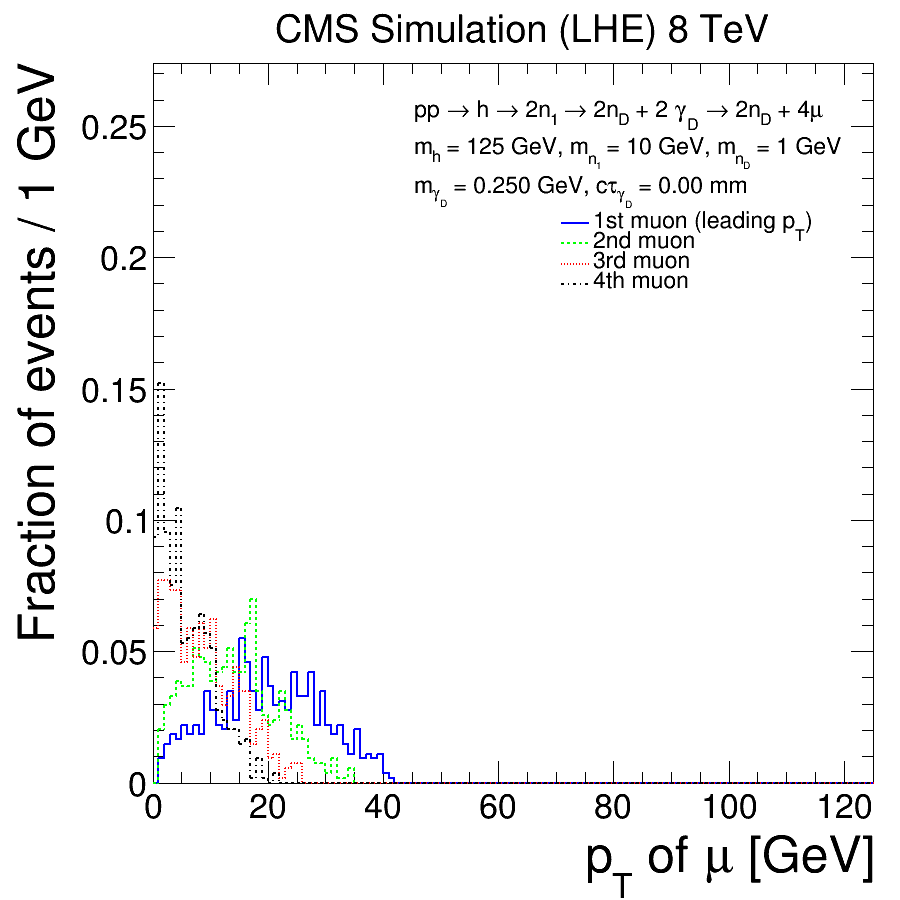 CMS Simulation (LHE) 8 TeV
Fraction of events / 1 GeV
0.25
0.2
0.15
0.1
0.05
0
pp → h → 2n1 → 2nD + 2 γD → 2nD + 4μ
mh = 125 GeV, mn1 = 10 GeV, mnD = 1 GeV
mγD = 0.250 GeV, cτγD = 0.00 mm
1st muon (leading pT)
2nd muon
3rd muon
4th muon
0 20 40 60 80 100 120
pT of μ [GeV]